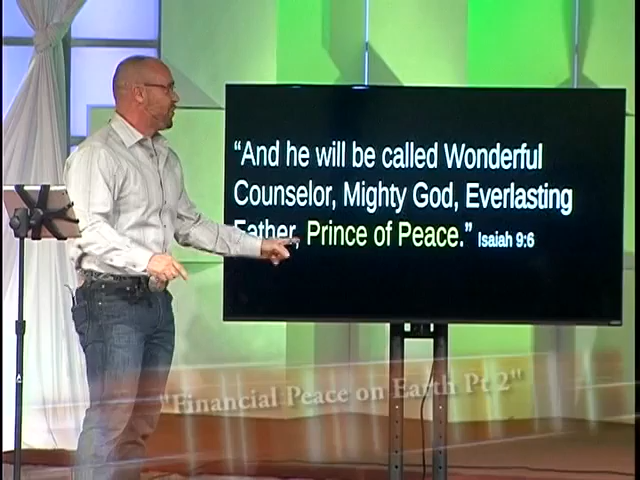 “And he will be called Wonderful
Counselor, Mighty God, Everlasting
Father, Prince of Peace.” Isaiah 9:6
"Financial Peace on Earth Pt 2"